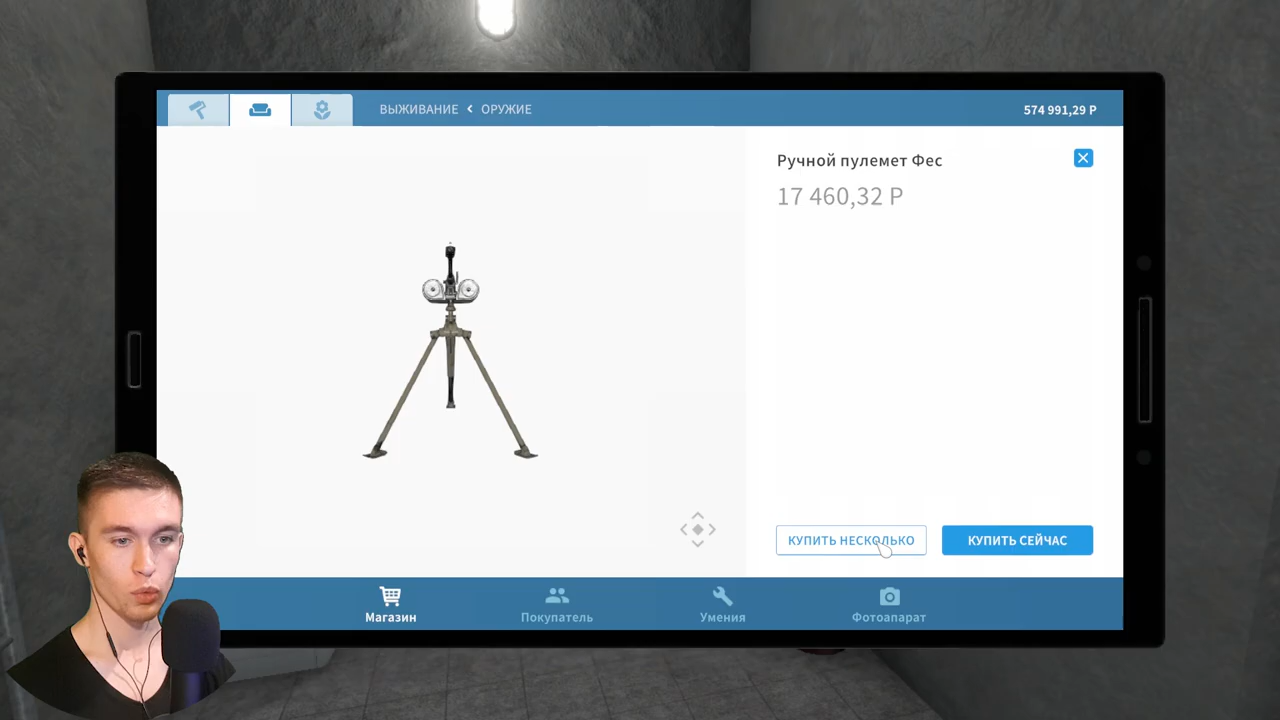 ВЫЖИВАНИЕ < ОРУЖИЕ
574 991,29 Р
Ручной пулемет Фес
17 460,32 Р
КУПИТЬ НЕСКОЛЬКО
КУПИТЬ СЕЙЧАС
Магазин
Покупатель
Умения
Фотоапарат